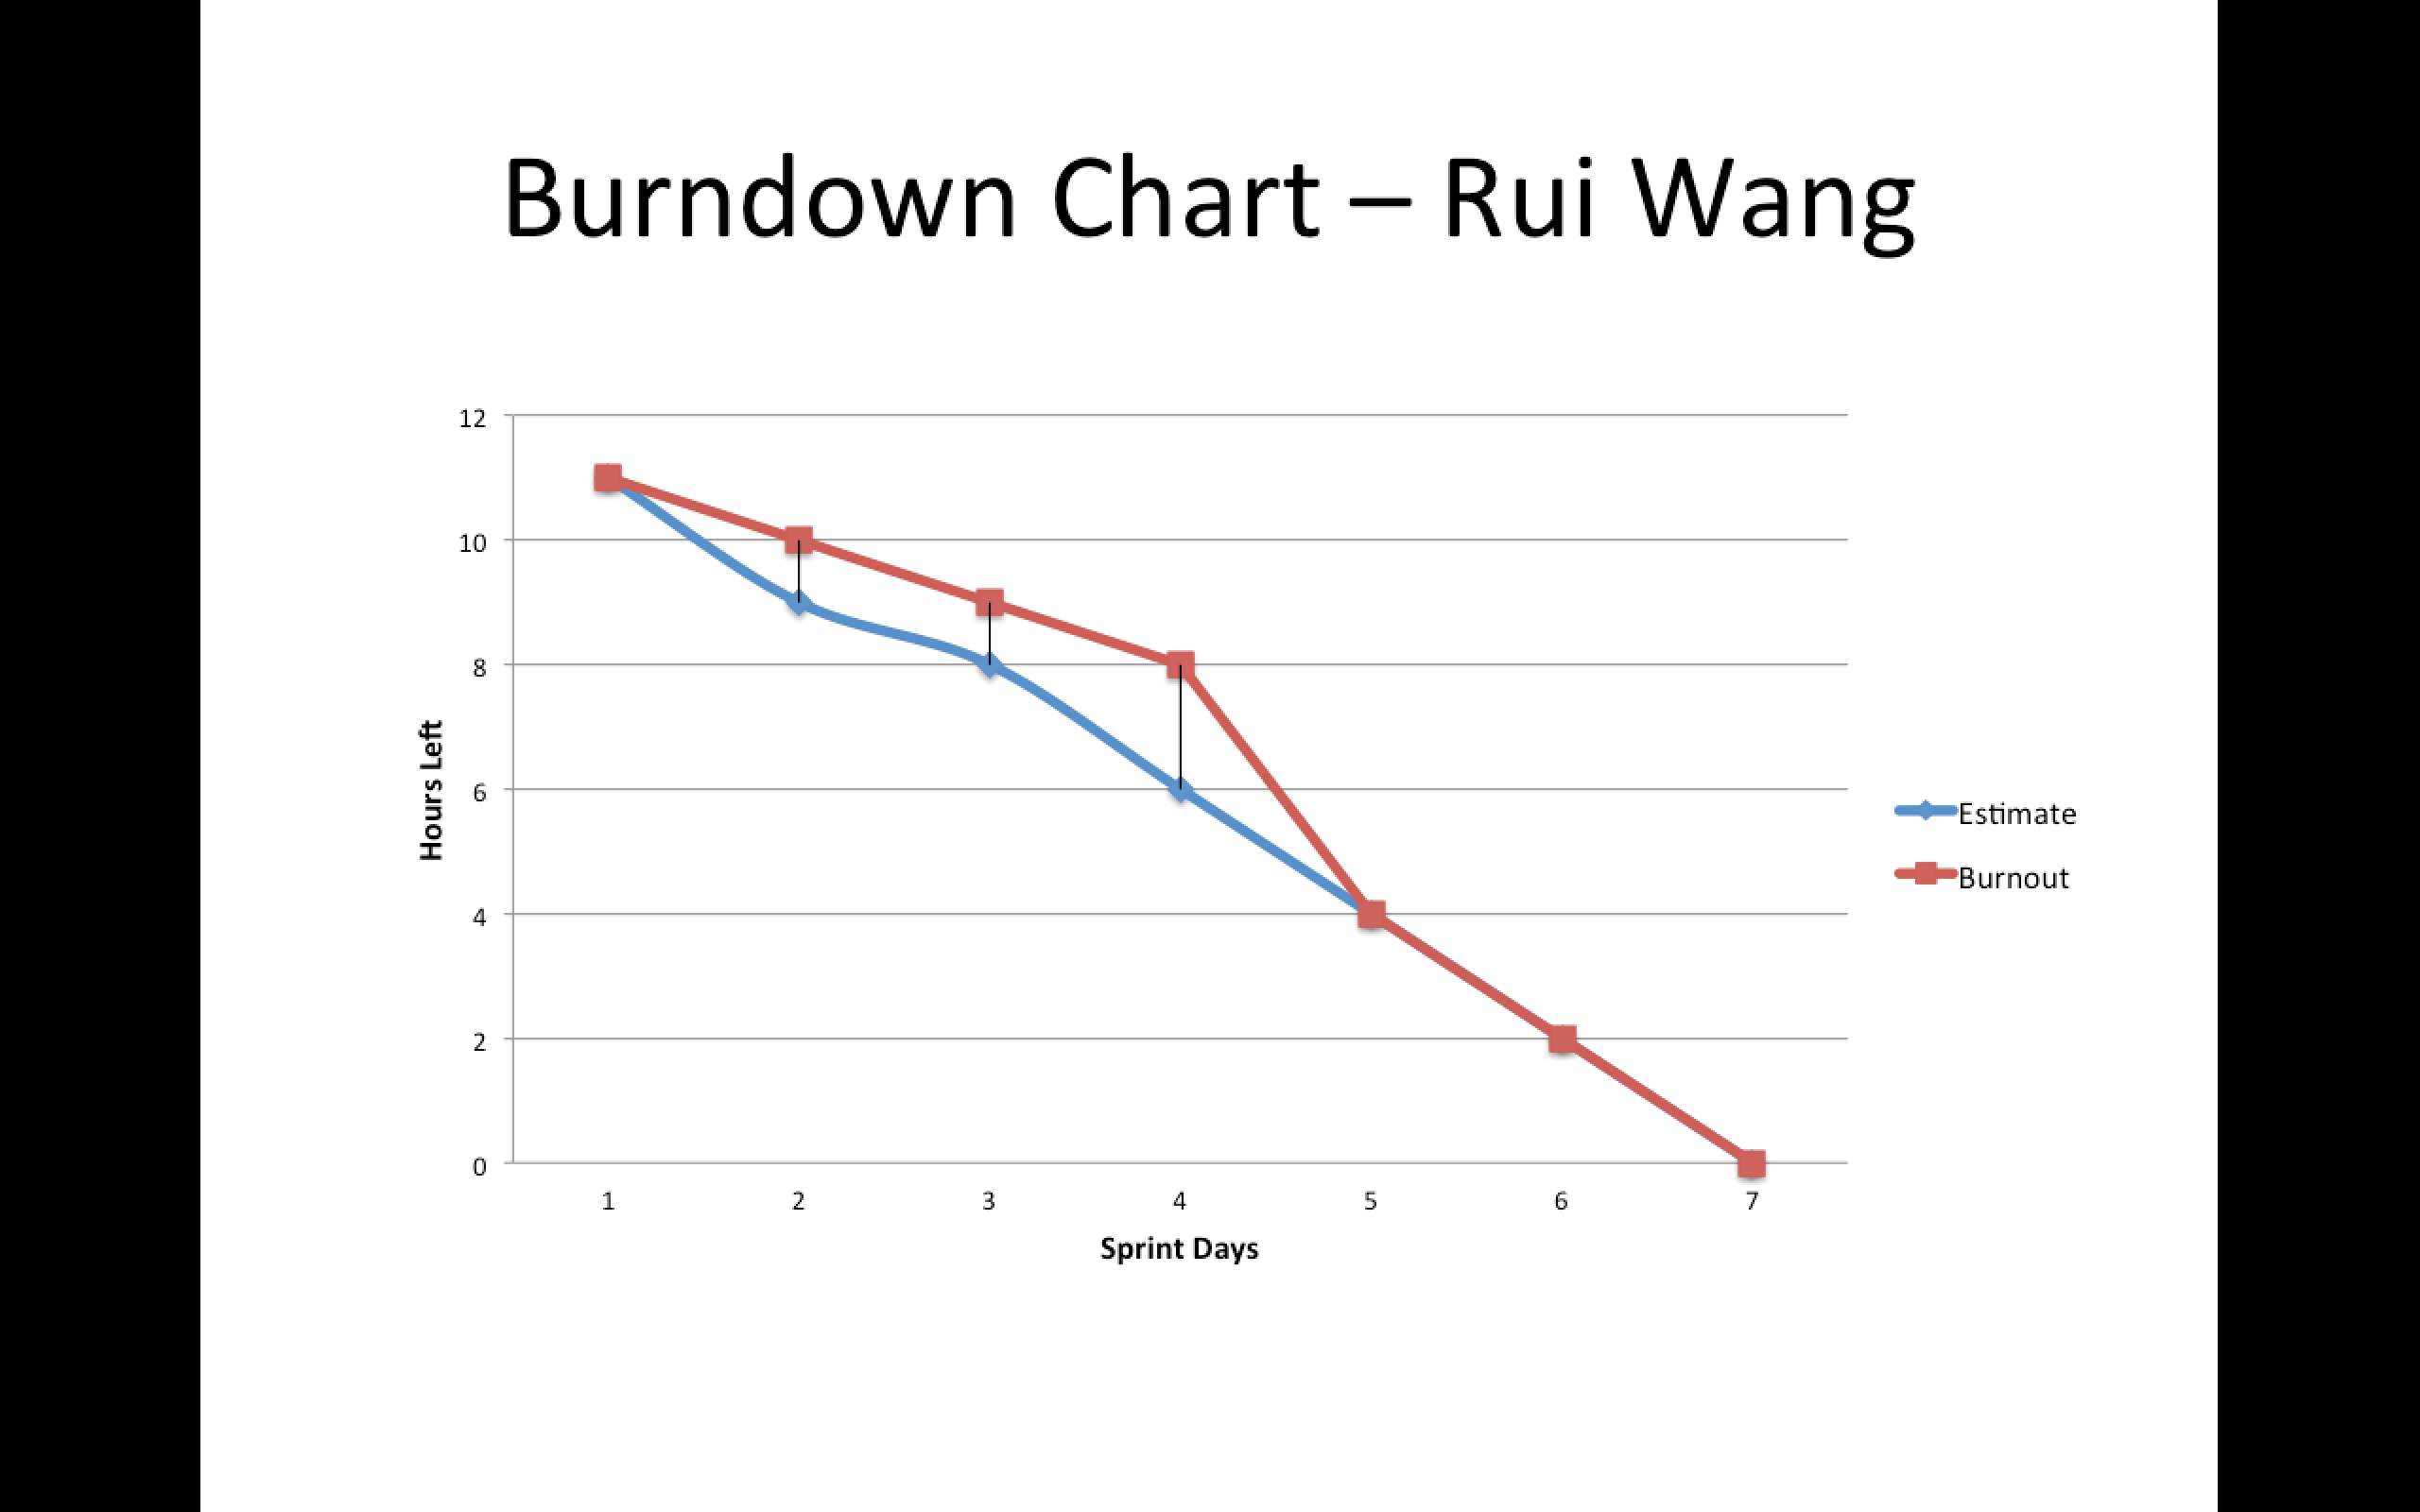 Burndown Chart – Rui Wang
12
10
8
6
4
2
0
Hours Left
1 2 3 4 5 6 7
Sprint Days
Estimate
Burnout